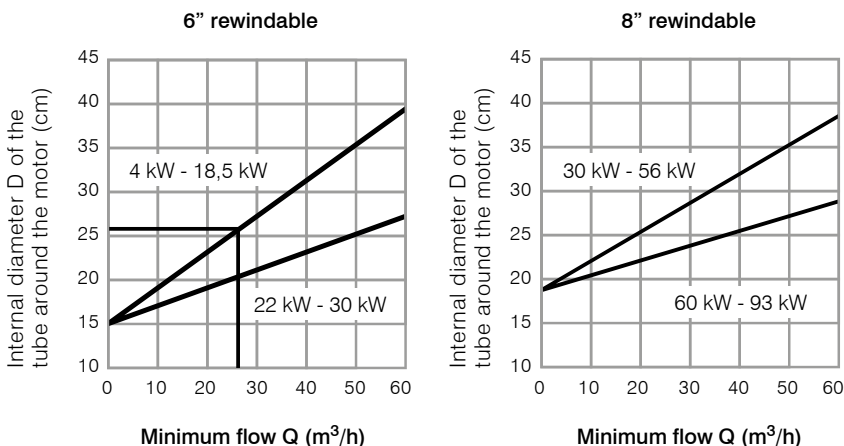 6” rewindable
Internal diameter D of the
tube around the motor (cm)
45
40
35
30
25
20
15
10
4 kW - 18,5 kW
22 kW - 30 kW
0 10 20 30 40 50 60
Minimum flow Q (m³/h)
8” rewindable
Internal diameter D of the
tube around the motor (cm)
45
40
35
30
25
20
15
10
30 kW - 56 kW
60 kW - 93 kW
0 10 20 30 40 50 60
Minimum flow Q (m³/h)